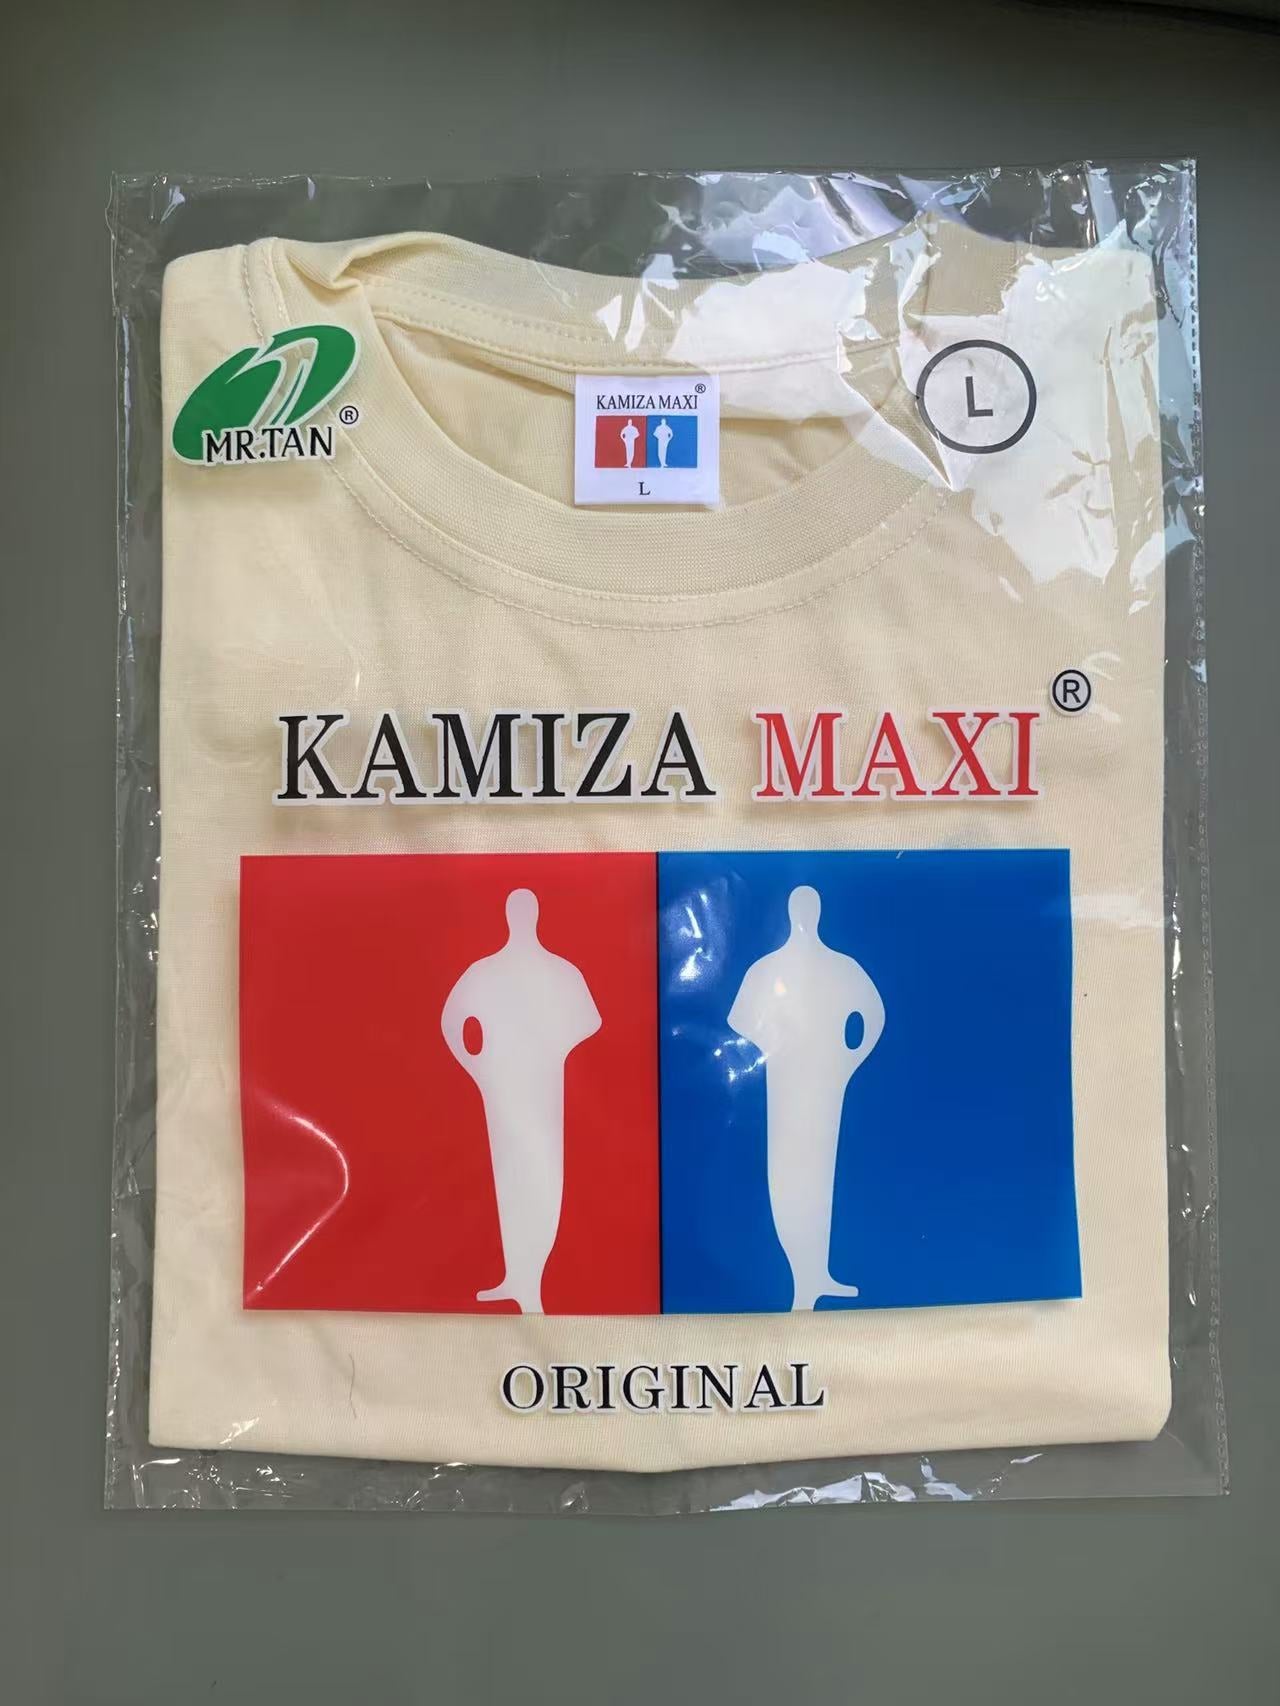 MR.TAN ®
KAMIZA MAXI ®
L
L
KAMIZA MAXI ®
ORIGINAL